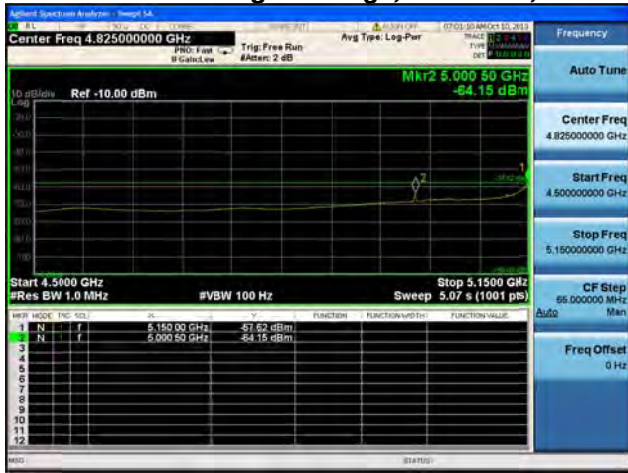 Agilent Spectrum Analyzer - Swept SA
RL
07:01:10 AM Oct 10, 2013
Center Freq 4.825000000 GHz
PNO: Fast
IFGain:Low
Trig: Free Run
#Atten: 2 dB
Avg Type: Log-Pwr
TRACE
TYPE
DET
Frequency
Auto Tune
Mkr2 5.000 50 GHz
-64.15 dBm
10 dB/div
Log
Ref -10.00 dBm
Center Freq
4.825000000 GHz
Start Freq
4.500000000 GHz
Stop Freq
5.150000000 GHz
1
2
Start 4.5000 GHz
Stop 5.1500 GHz
#Res BW 1.0 MHz
#VBW 100 Hz
Sweep 5.07 s (1001 pts)
CF Step
65.000000 MHz
Auto Man
MKR MODE TRC SCL X Y FUNCTION FUNCTION WIDTH FUNCTION VALUE
1 N f 5.150 00 GHz -57.62 dBm
2 N f 5.000 50 GHz -64.15 dBm
3
4
5
6
7
8
9
10
11
12
Freq Offset
0 Hz
MSG
STATUS